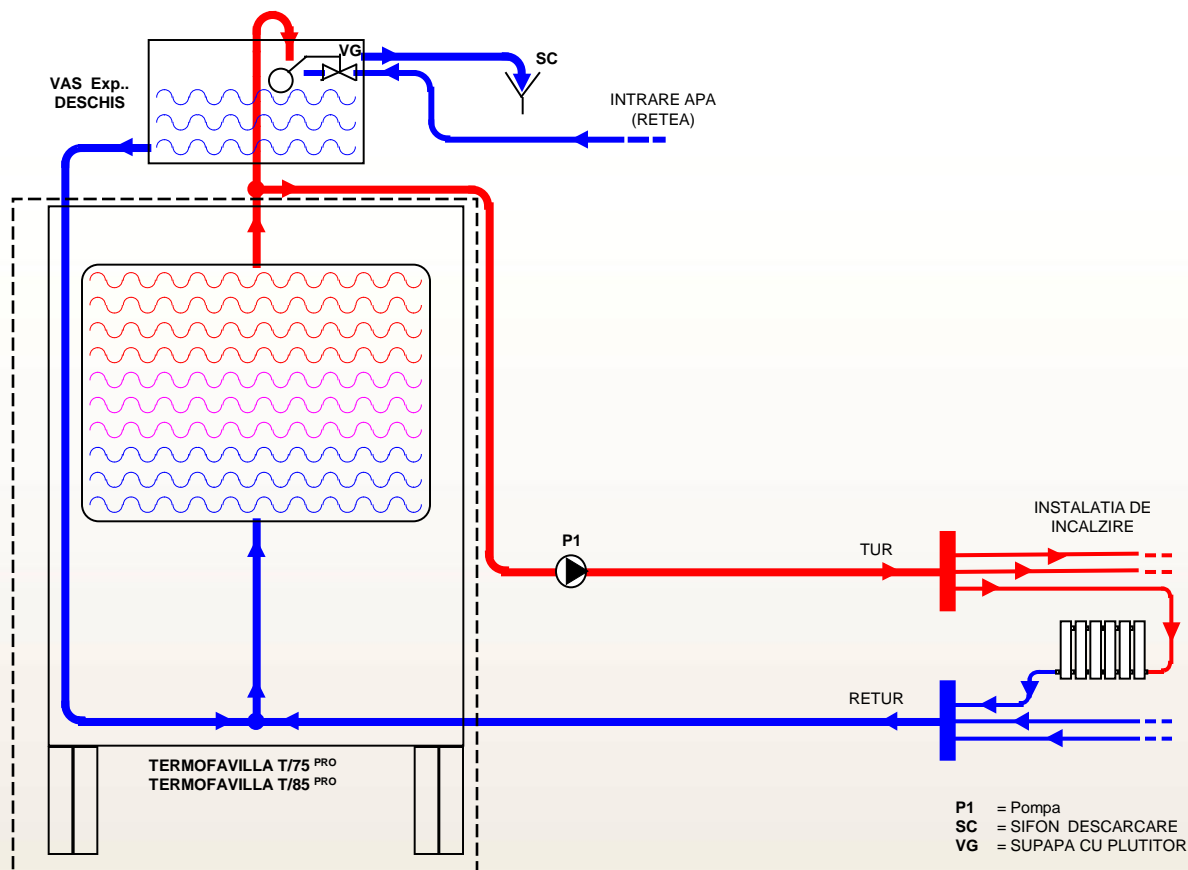 VG
SC
VAS Exp..
DESCHIS
INTRARE APA
(RETEA)
INSTALATIA DE
INCALZIRE
P1
TUR
RETUR
TERMOFAVILLA T/75 PRO
TERMOFAVILLA T/85 PRO
P1 = Pompa
SC = SIFON DESCARCARE
VG = SUPAPA CU PLUTITOR